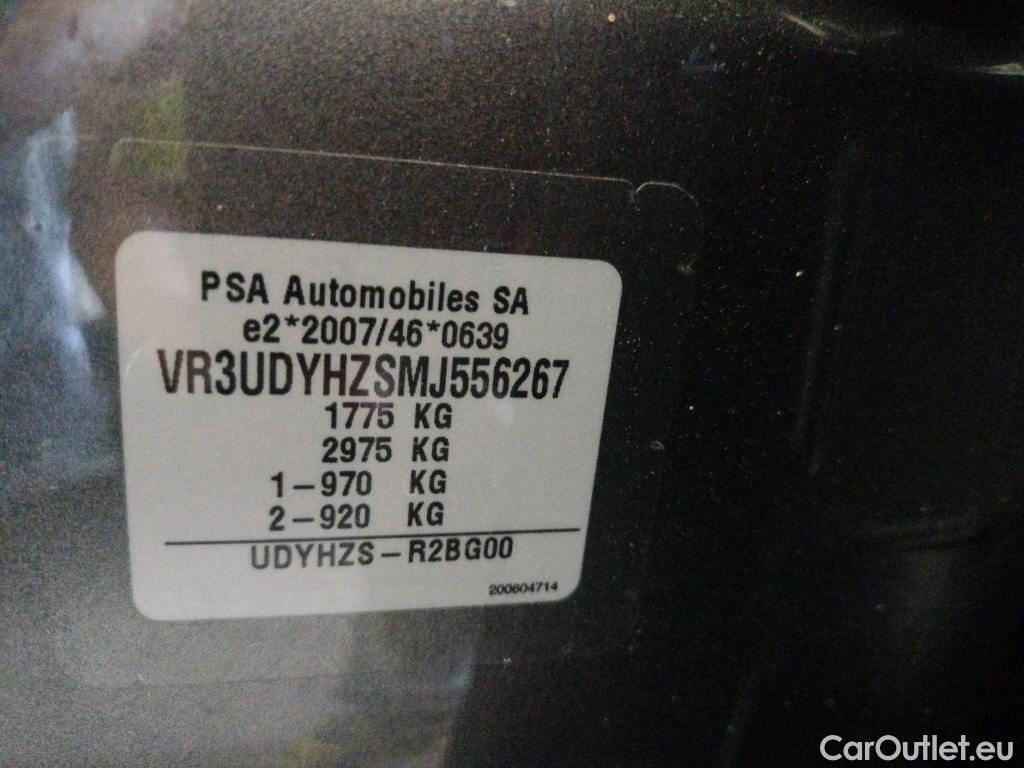 PSA Automobiles SA
e2*2007/46*0639
VR3UDYHZSMJ556267
1775 KG
2975 KG
1-970 KG
2-920 KG
UDYHZS-R2BG00
200604714
CarOutlet.eu